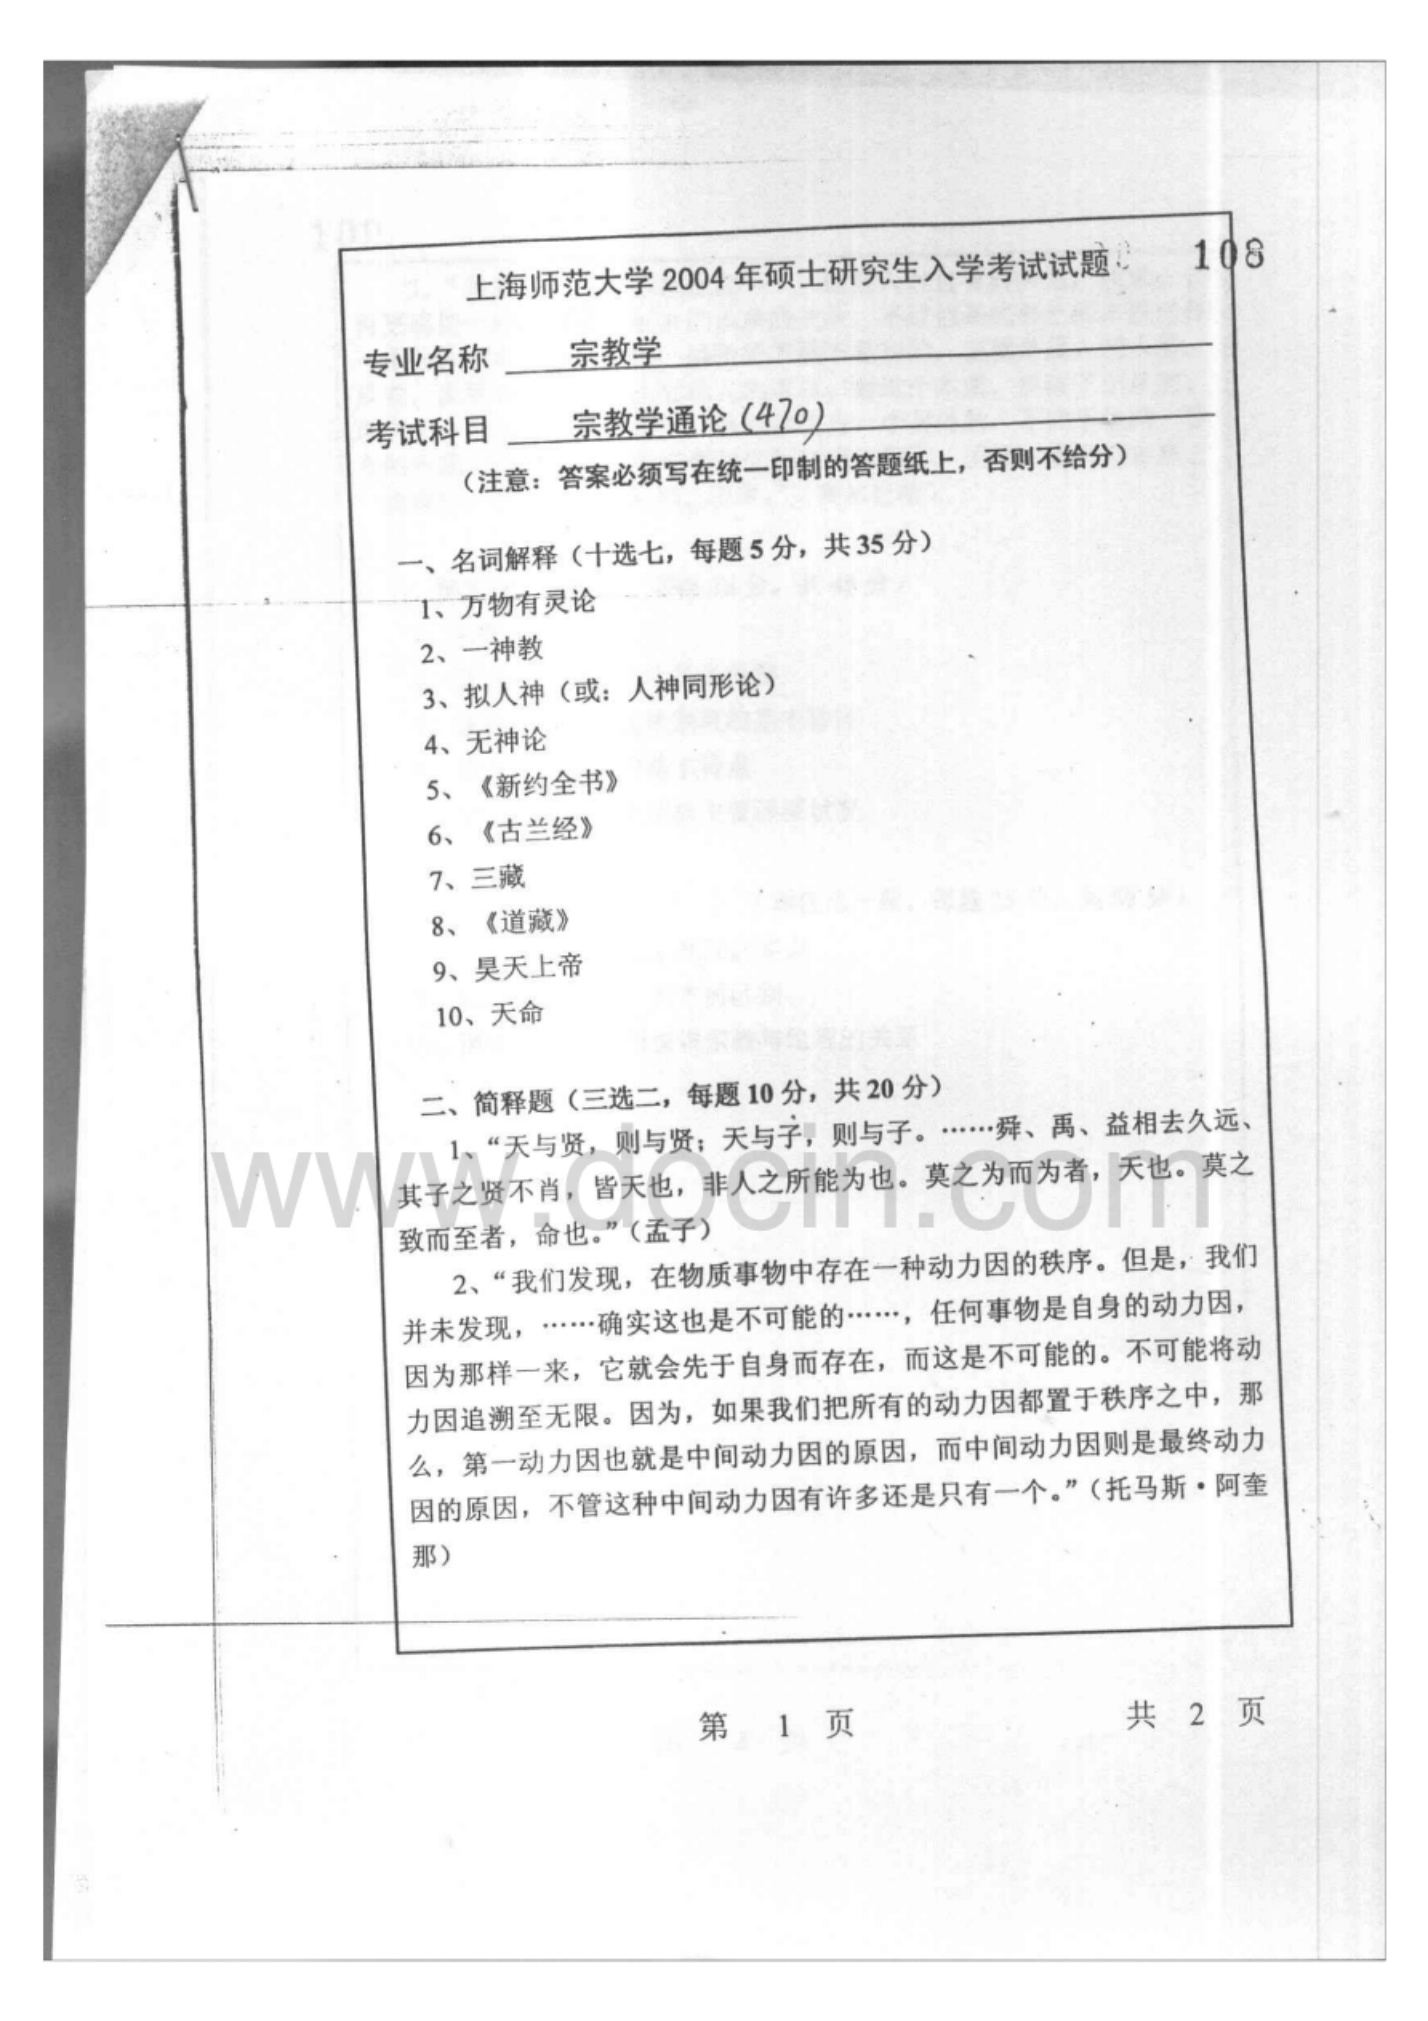 上海师范大学 2004 年硕士研究生入学考试试题
108
专业名称 宗教学
考试科目 宗教学通论(470)
（注意：答案必须写在统一印制的答题纸上，否则不给分）
一、名词解释（十选七，每题 5 分，共 35 分）
1、万物有灵论
2、一神教
3、拟人神（或：人神同形论）
4、无神论
5、《新约全书》
6、《古兰经》
7、三藏
8、《道藏》
9、昊天上帝
10、天命
二、简释题（三选二，每题 10 分，共 20 分）
1、“天与贤，则与贤；天与子，则与子。……舜、禹、益相去久远、
其子之贤不肖，皆天也，非人之所能为也。莫之为而为者，天也。莫之
致而至者，命也。”（孟子）
2、“我们发现，在物质事物中存在一种动力因的秩序。但是，我们
并未发现，……确实这也是不可能的……，任何事物是自身的动力因，
因为那样一来，它就会先于自身而存在，而这是不可能的。不可能将动
力因追溯至无限。因为，如果我们把所有的动力因都置于秩序之中，那
么，第一动力因也就是中间动力因的原因，而中间动力因则是最终动力
因的原因，不管这种中间动力因有许多还是只有一个。”（托马斯·阿奎
那）
www.docin.com
第 1 页 共 2 页